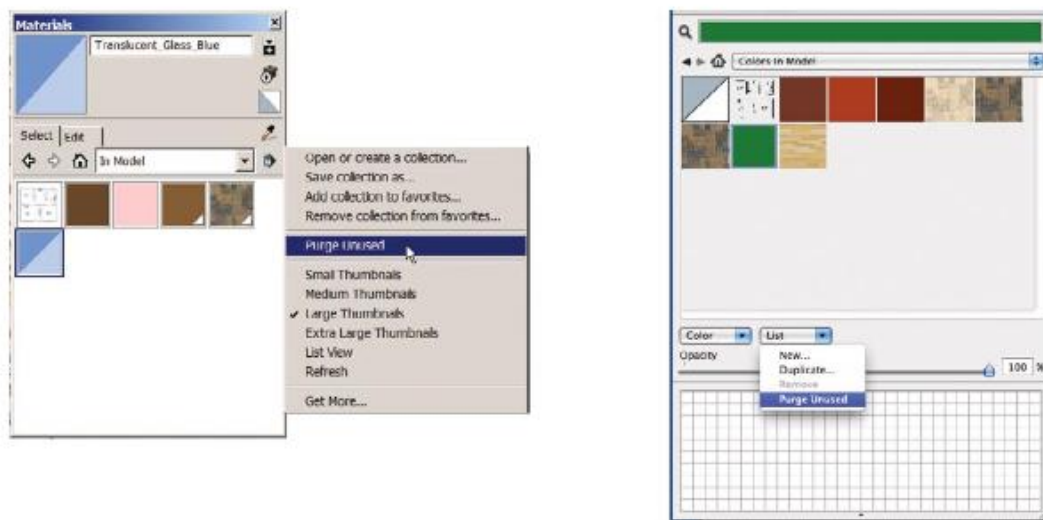 Materials
Translucent_Glass_Blue
Select Edit
In Model
Open or create a collection...
Save collection as...
Add collection to favorites...
Remove collection from favorites...
Purge Unused
Small Thumbnails
Medium Thumbnails
Large Thumbnails
Extra Large Thumbnails
List View
Refresh
Get More...
Colors In Model
Color List
Opacity
New...
Duplicate...
Remove
Purge Unused
100 %